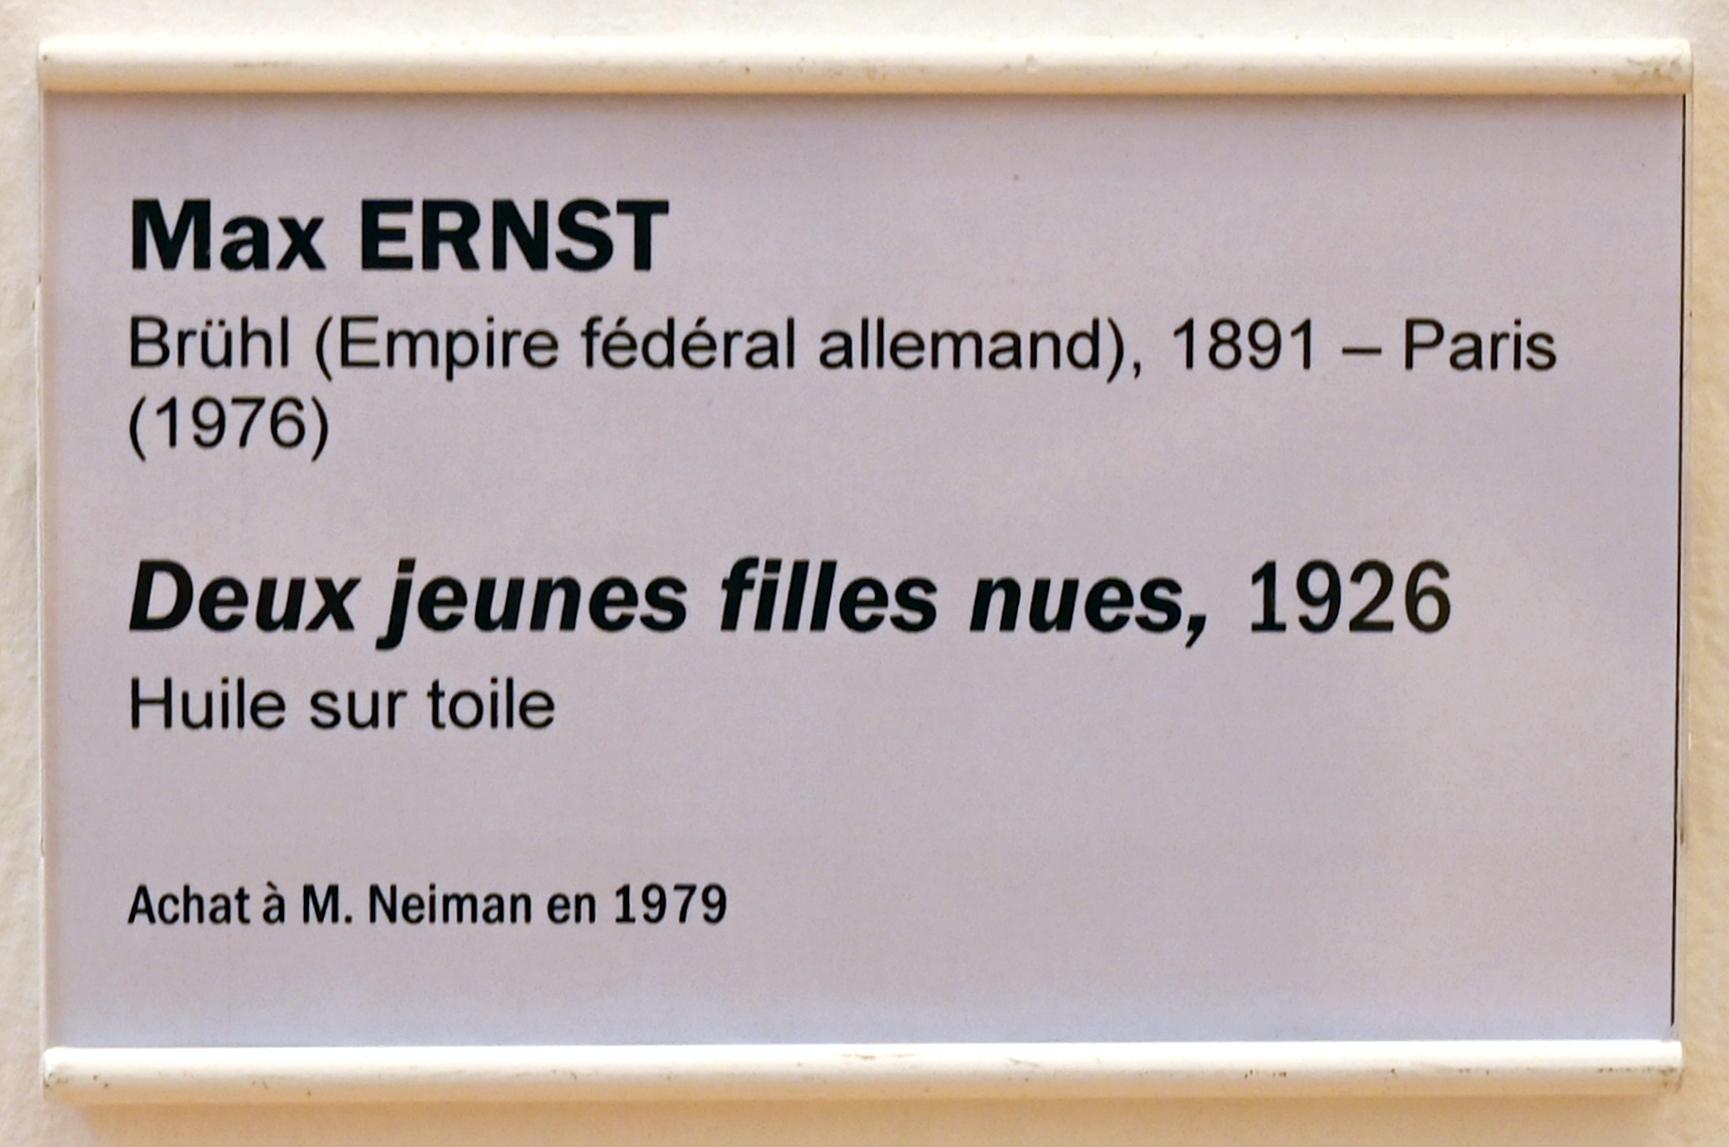 Max ERNST
Brühl (Empire fédéral allemand), 1891 – Paris
(1976)
Deux jeunes filles nues, 1926
Huile sur toile
Achat à M. Neiman en 1979